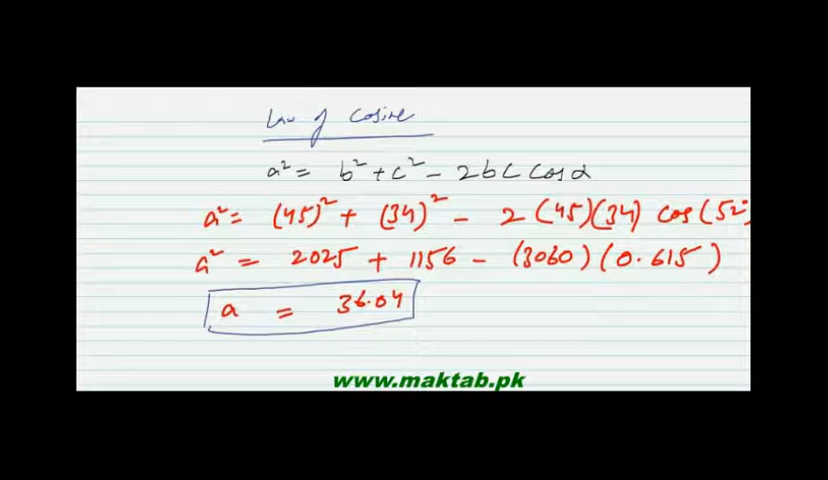 Law of Cosine
a² = b² + c² - 2bc Cos α
a² = (45)² + (34)² - 2 (45)(34) cos(52°)
a² = 2025 + 1156 - (3060)(0.615)
a = 36.04
www.maktab.pk